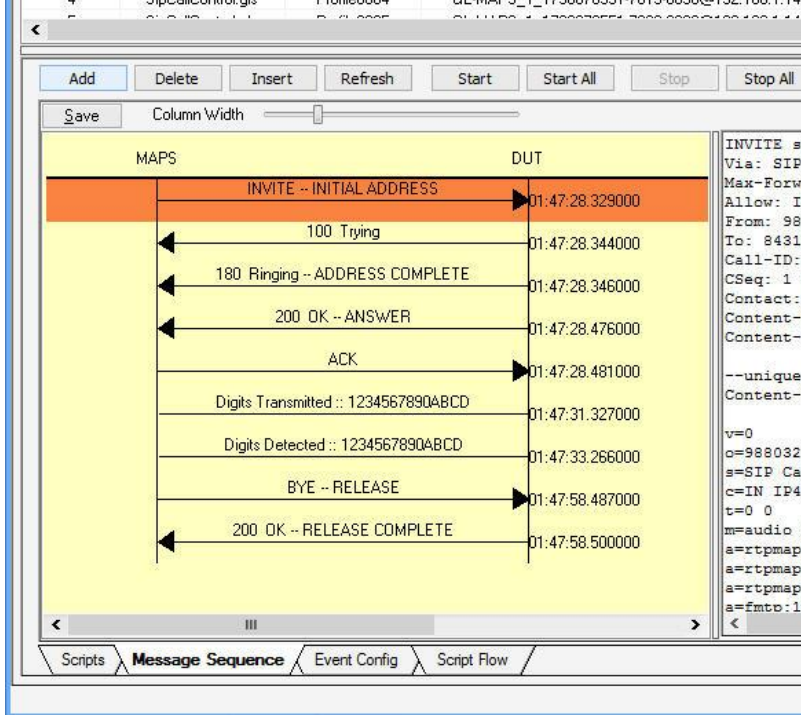 4 SipCallControl.gls Profile0004
Add Delete Insert Refresh Start Start All Stop Stop All
Save Column Width
MAPS DUT
INVITE -- INITIAL ADDRESS
01:47:28.329000
100 Trying
01:47:28.344000
180 Ringing -- ADDRESS COMPLETE
01:47:28.346000
200 OK -- ANSWER
01:47:28.476000
ACK
01:47:28.481000
Digits Transmitted :: 1234567890ABCD
01:47:31.327000
Digits Detected :: 1234567890ABCD
01:47:33.266000
BYE -- RELEASE
01:47:58.487000
200 OK -- RELEASE COMPLETE
01:47:58.500000
INVITE s
Via: SIP
Max-Forw
Allow: I
From: 98
To: 8431
Call-ID:
CSeq: 1
Contact:
Content-
Content-
--unique
Content-
v=0
o=988032
s=SIP Ca
c=IN IP4
t=0 0
m=audio
a=rtpmap
a=rtpmap
a=rtpmap
a=fmtp:1
Scripts Message Sequence Event Config Script Flow